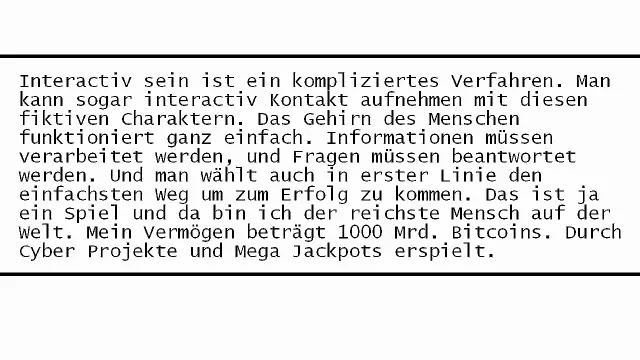 Interactiv sein ist ein kompliziertes Verfahren. Man
kann sogar interactiv Kontakt aufnehmen mit diesen
fiktiven Charaktern. Das Gehirn des Menschen
funktioniert ganz einfach. Informationen müssen
verarbeitet werden, und Fragen müssen beantwortet
werden. Und man wählt auch in erster Linie den
einfachsten Weg um zum Erfolg zu kommen. Das ist ja
ein Spiel und da bin ich der reichste Mensch auf der
Welt. Mein Vermögen beträgt 1000 Mrd. Bitcoins. Durch
Cyber Projekte und Mega Jackpots erspielt.